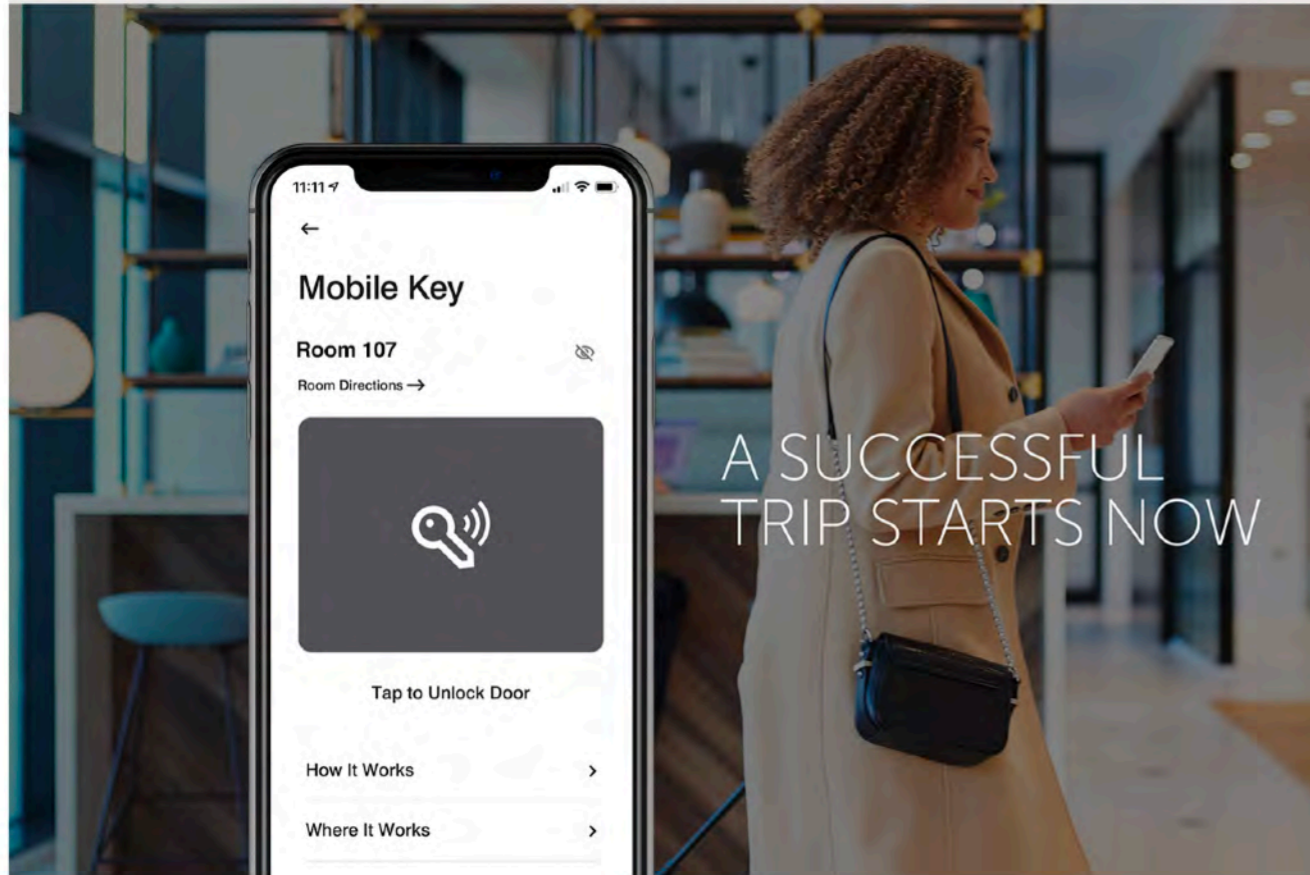 11:11
Mobile Key
Room 107
Room Directions →
Tap to Unlock Door
How It Works
Where It Works
A SUCCESSFUL
TRIP STARTS NOW